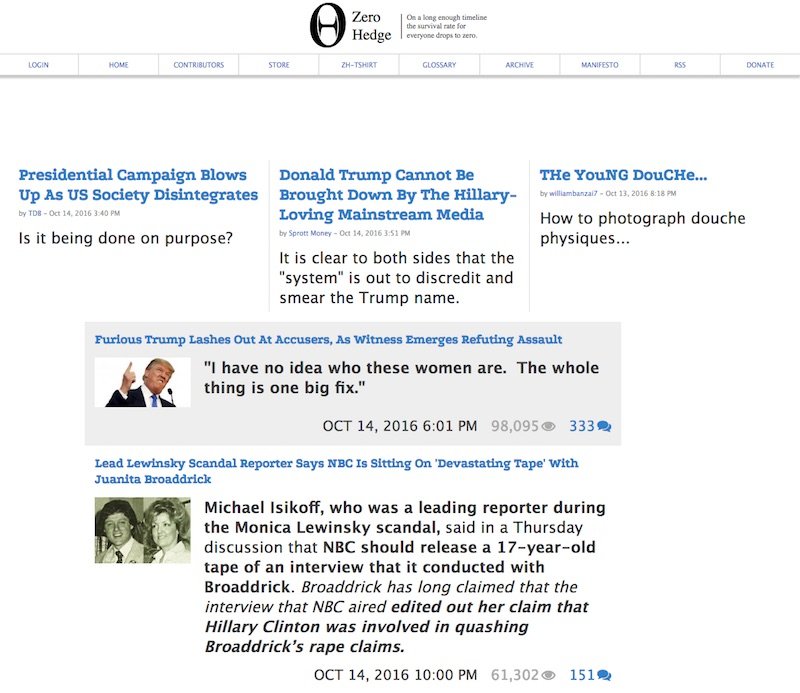 Zero
Hedge
On a long enough timeline
the survival rate for
everyone drops to zero.
LOGIN
HOME
CONTRIBUTORS
STORE
ZH-TSHIRT
GLOSSARY
ARCHIVE
MANIFESTO
RSS
DONATE
Presidential Campaign Blows
Up As US Society Disintegrates
by TDB - Oct 14, 2016 3:40 PM
Is it being done on purpose?
Donald Trump Cannot Be
Brought Down By The Hillary-
Loving Mainstream Media
by Sprott Money - Oct 14, 2016 3:51 PM
It is clear to both sides that the
"system" is out to discredit and
smear the Trump name.
THe YouNG DouCHe...
by williambanzai7 - Oct 13, 2016 8:18 PM
How to photograph douche
physiques...
Furious Trump Lashes Out At Accusers, As Witness Emerges Refuting Assault
"I have no idea who these women are.  The whole
thing is one big fix."
OCT 14, 2016 6:01 PM 98,095 333
Lead Lewinsky Scandal Reporter Says NBC Is Sitting On 'Devastating Tape' With
Juanita Broaddrick
Michael Isikoff, who was a leading reporter during
the Monica Lewinsky scandal, said in a Thursday
discussion that NBC should release a 17-year-old
tape of an interview that it conducted with
Broaddrick. Broaddrick has long claimed that the
interview that NBC aired edited out her claim that
Hillary Clinton was involved in quashing
Broaddrick's rape claims.
OCT 14, 2016 10:00 PM 61,302 151